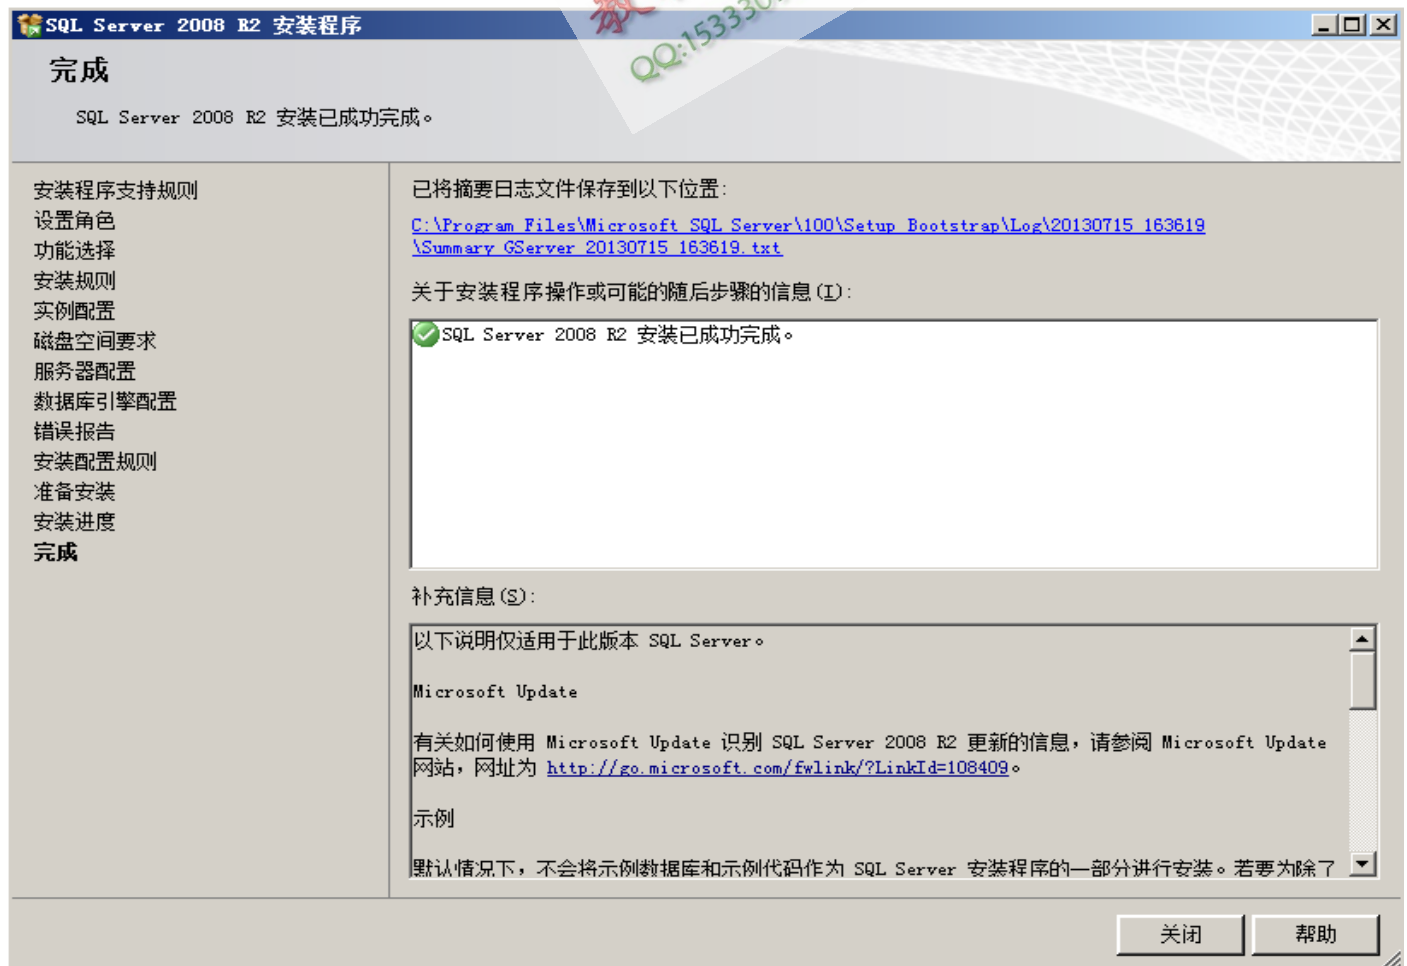 SQL Server 2008 R2 安装程序
QQ:15333
完成
SQL Server 2008 R2 安装已成功完成。
安装程序支持规则
设置角色
功能选择
安装规则
实例配置
磁盘空间要求
服务器配置
数据库引擎配置
错误报告
安装配置规则
准备安装
安装进度
完成
已将摘要日志文件保存到以下位置:
C:\Program Files\Microsoft SQL Server\100\Setup Bootstrap\Log\20130715_163619
\Summary_GServer_20130715_163619.txt
关于安装程序操作或可能的随后步骤的信息(I):
SQL Server 2008 R2 安装已成功完成。
补充信息(S):
以下说明仅适用于此版本 SQL Server。
Microsoft Update
有关如何使用 Microsoft Update 识别 SQL Server 2008 R2 更新的信息，请参阅 Microsoft Update
网站，网址为 http://go.microsoft.com/fwlink/?LinkId=108409。
示例
默认情况下，不会将示例数据库和示例代码作为 SQL Server 安装程序的一部分进行安装。若要为除了
关闭
帮助